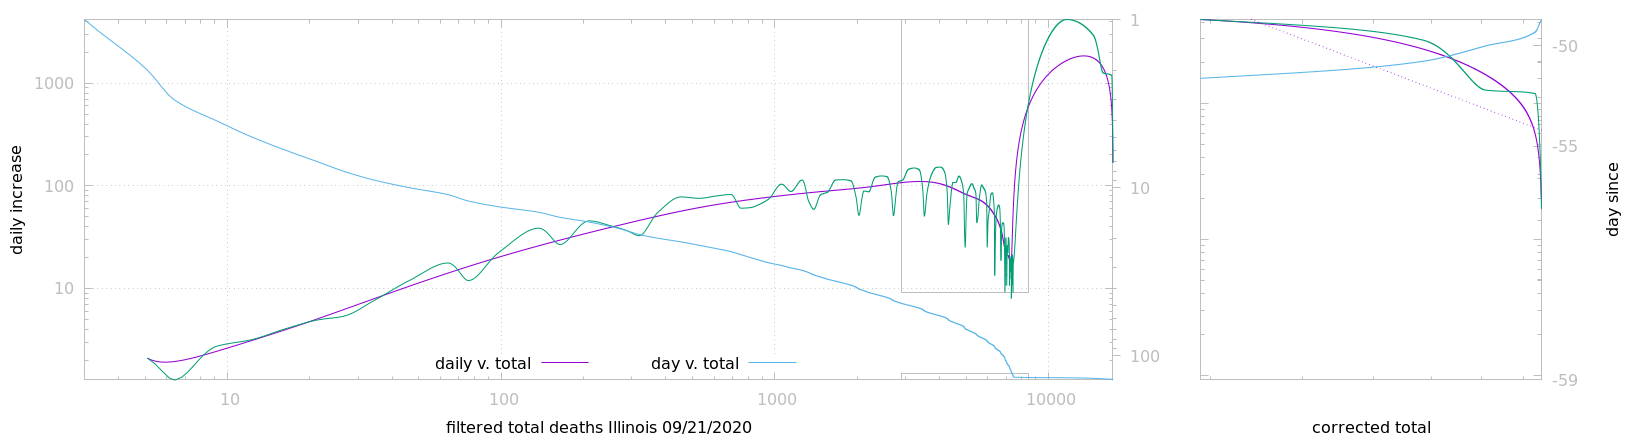 1
1000
-50
daily increase
-55
100
10
day since
10
daily v. total
day v. total
100
-59
10
100
1000
10000
filtered total deaths Illinois 09/21/2020
corrected total